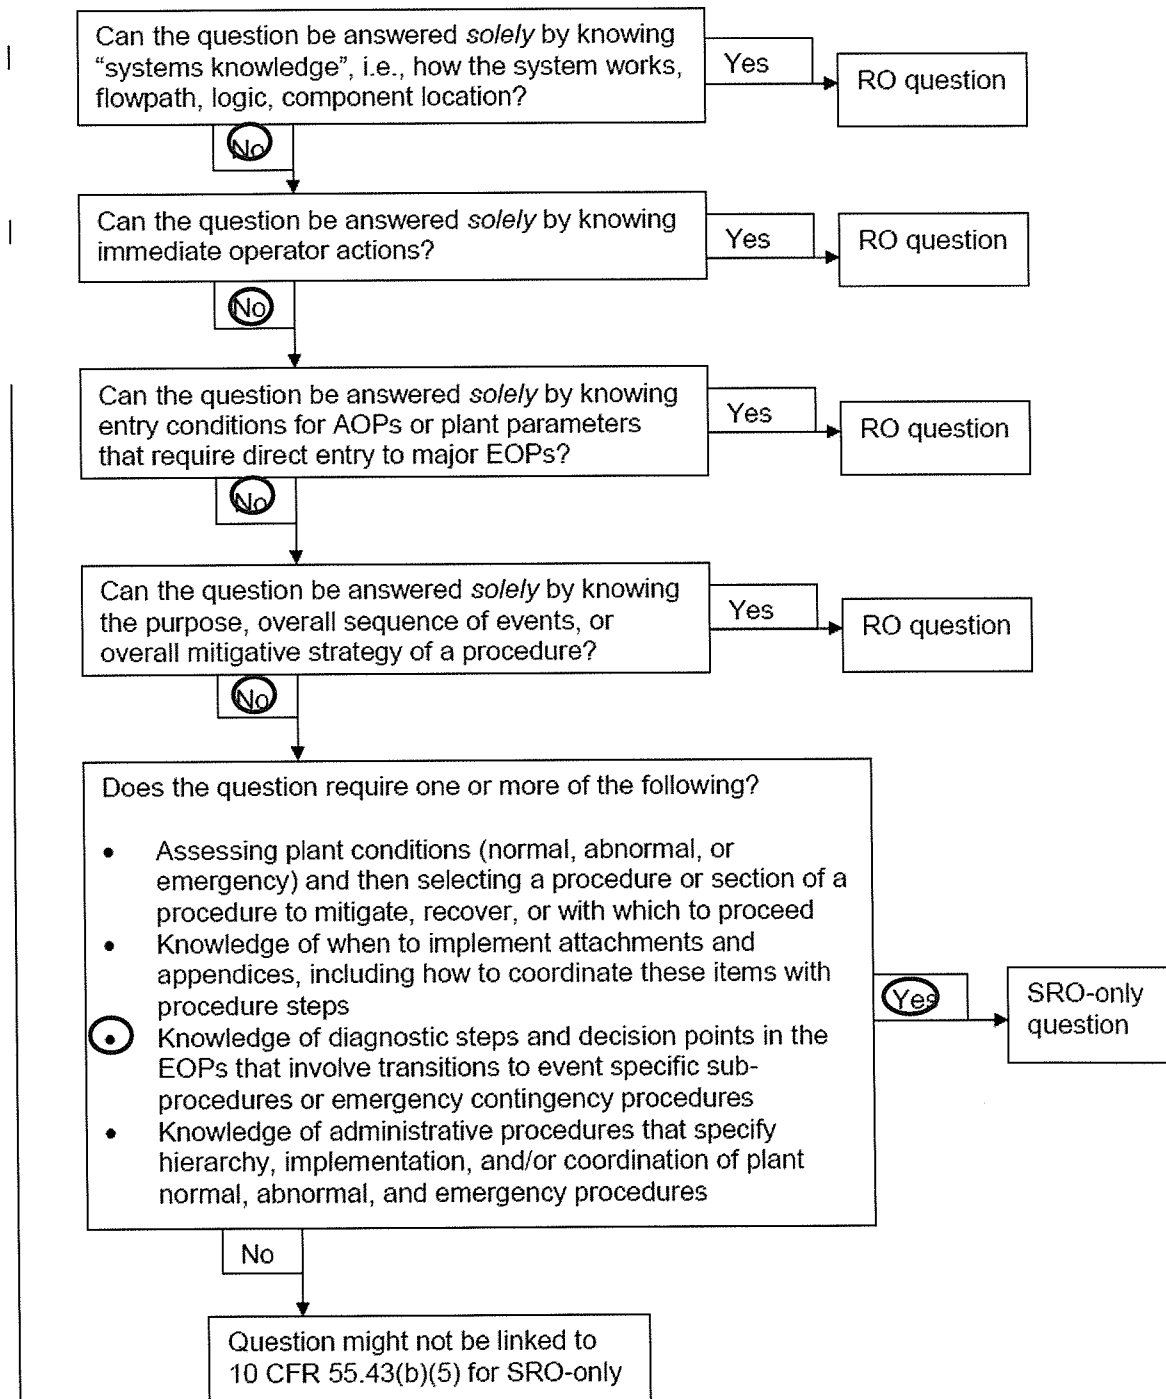 Can the question be answered solely by knowing
“systems knowledge”, i.e., how the system works,
flowpath, logic, component location?
Yes
RO question
No
Can the question be answered solely by knowing
immediate operator actions?
Yes
RO question
No
Can the question be answered solely by knowing
entry conditions for AOPs or plant parameters
that require direct entry to major EOPs?
Yes
RO question
No
Can the question be answered solely by knowing
the purpose, overall sequence of events, or
overall mitigative strategy of a procedure?
Yes
RO question
No
Does the question require one or more of the following?
• Assessing plant conditions (normal, abnormal, or
emergency) and then selecting a procedure or section of a
procedure to mitigate, recover, or with which to proceed
• Knowledge of when to implement attachments and
appendices, including how to coordinate these items with
procedure steps
• Knowledge of diagnostic steps and decision points in the
EOPs that involve transitions to event specific sub-
procedures or emergency contingency procedures
• Knowledge of administrative procedures that specify
hierarchy, implementation, and/or coordination of plant
normal, abnormal, and emergency procedures
Yes
SRO-only
question
No
Question might not be linked to
10 CFR 55.43(b)(5) for SRO-only